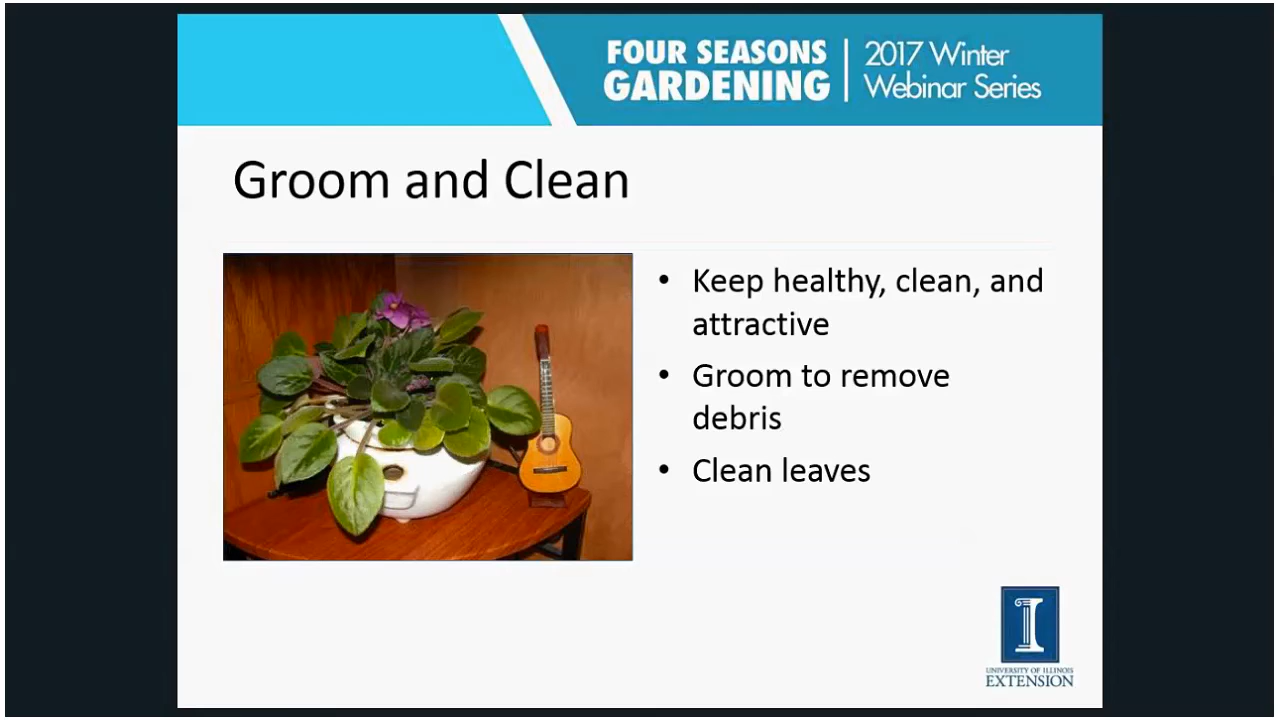 FOUR SEASONS
GARDENING
2017 Winter
Webinar Series
Groom and Clean
• Keep healthy, clean, and
attractive
• Groom to remove
debris
• Clean leaves
UNIVERSITY OF ILLINOIS
EXTENSION